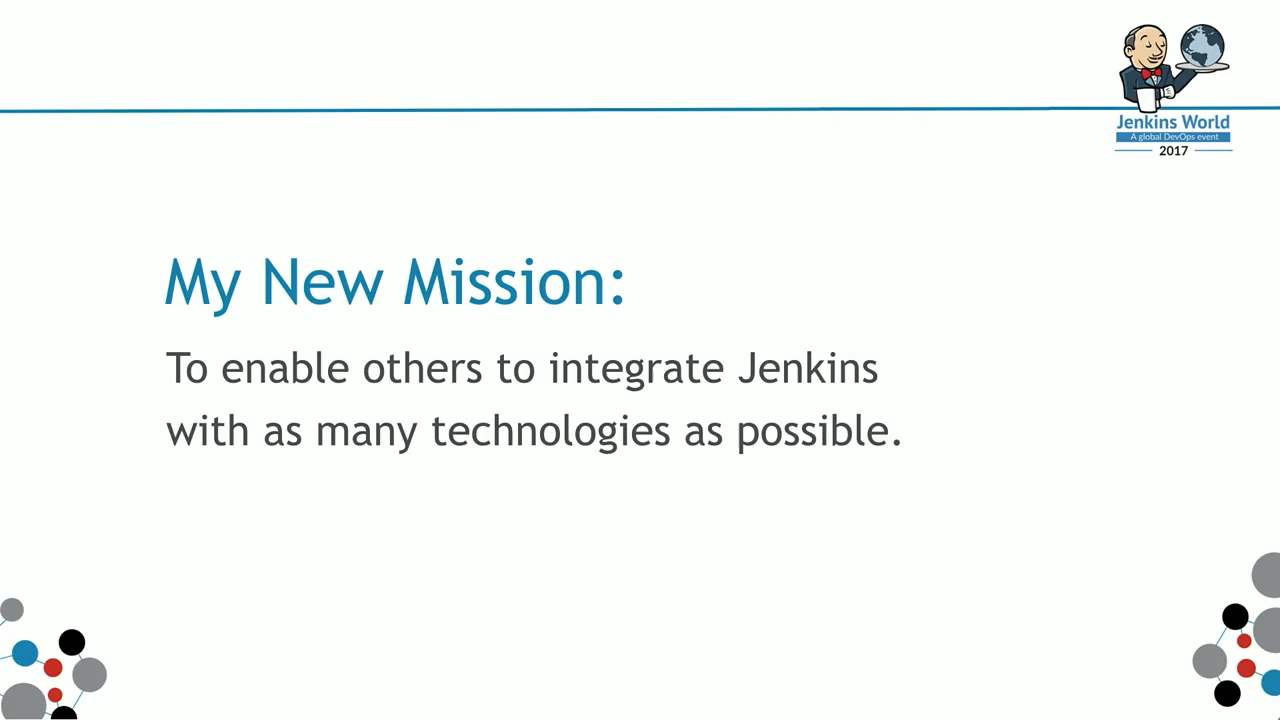 Jenkins World
A global DevOps event
2017
My New Mission:
To enable others to integrate Jenkins
with as many technologies as possible.